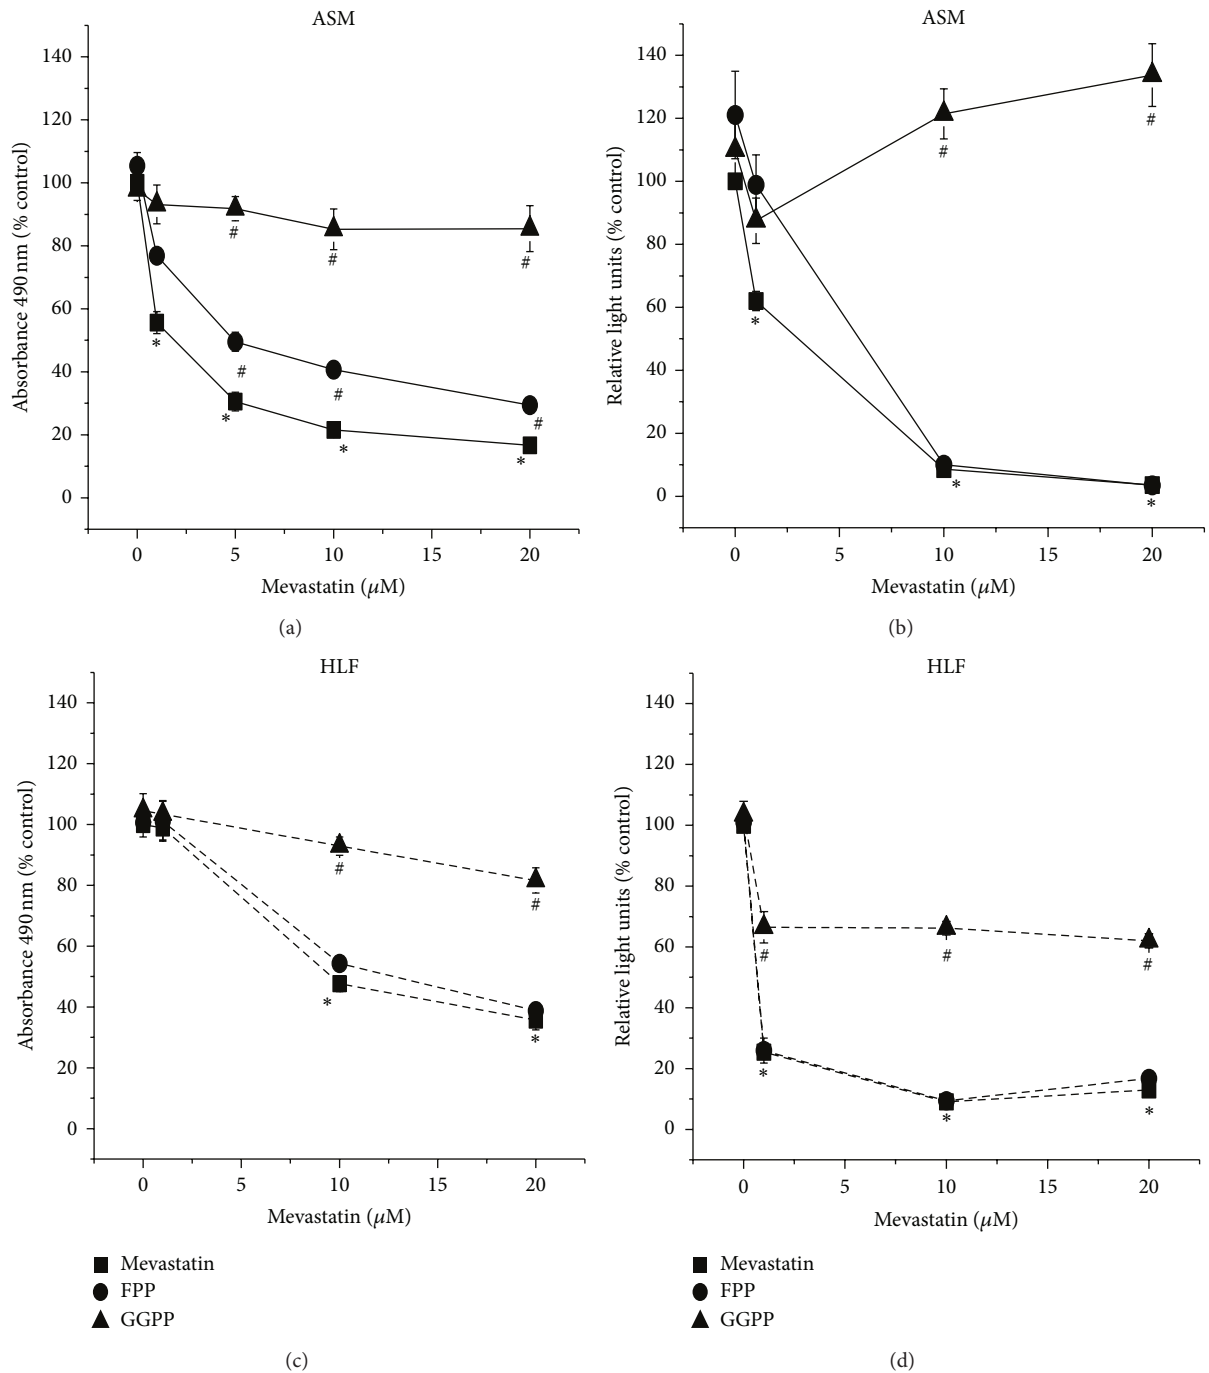 ASM
Absorbance 490 nm (% control)
140
120
100
80
60
40
20
0
# # #
* # # #
* * *
0 5 10 15 20
Mevastatin (μM)
(a)
ASM
Relative light units (% control)
140
120
100
80
60
40
20
0
# #
* * *
0 5 10 15 20
Mevastatin (μM)
(b)
HLF
Absorbance 490 nm (% control)
140
120
100
80
60
40
20
0
# #
* *
0 5 10 15 20
Mevastatin (μM)
Mevastatin
FPP
GGPP
(c)
HLF
Relative light units (% control)
140
120
100
80
60
40
20
0
# # #
* * *
0 5 10 15 20
Mevastatin (μM)
Mevastatin
FPP
GGPP
(d)